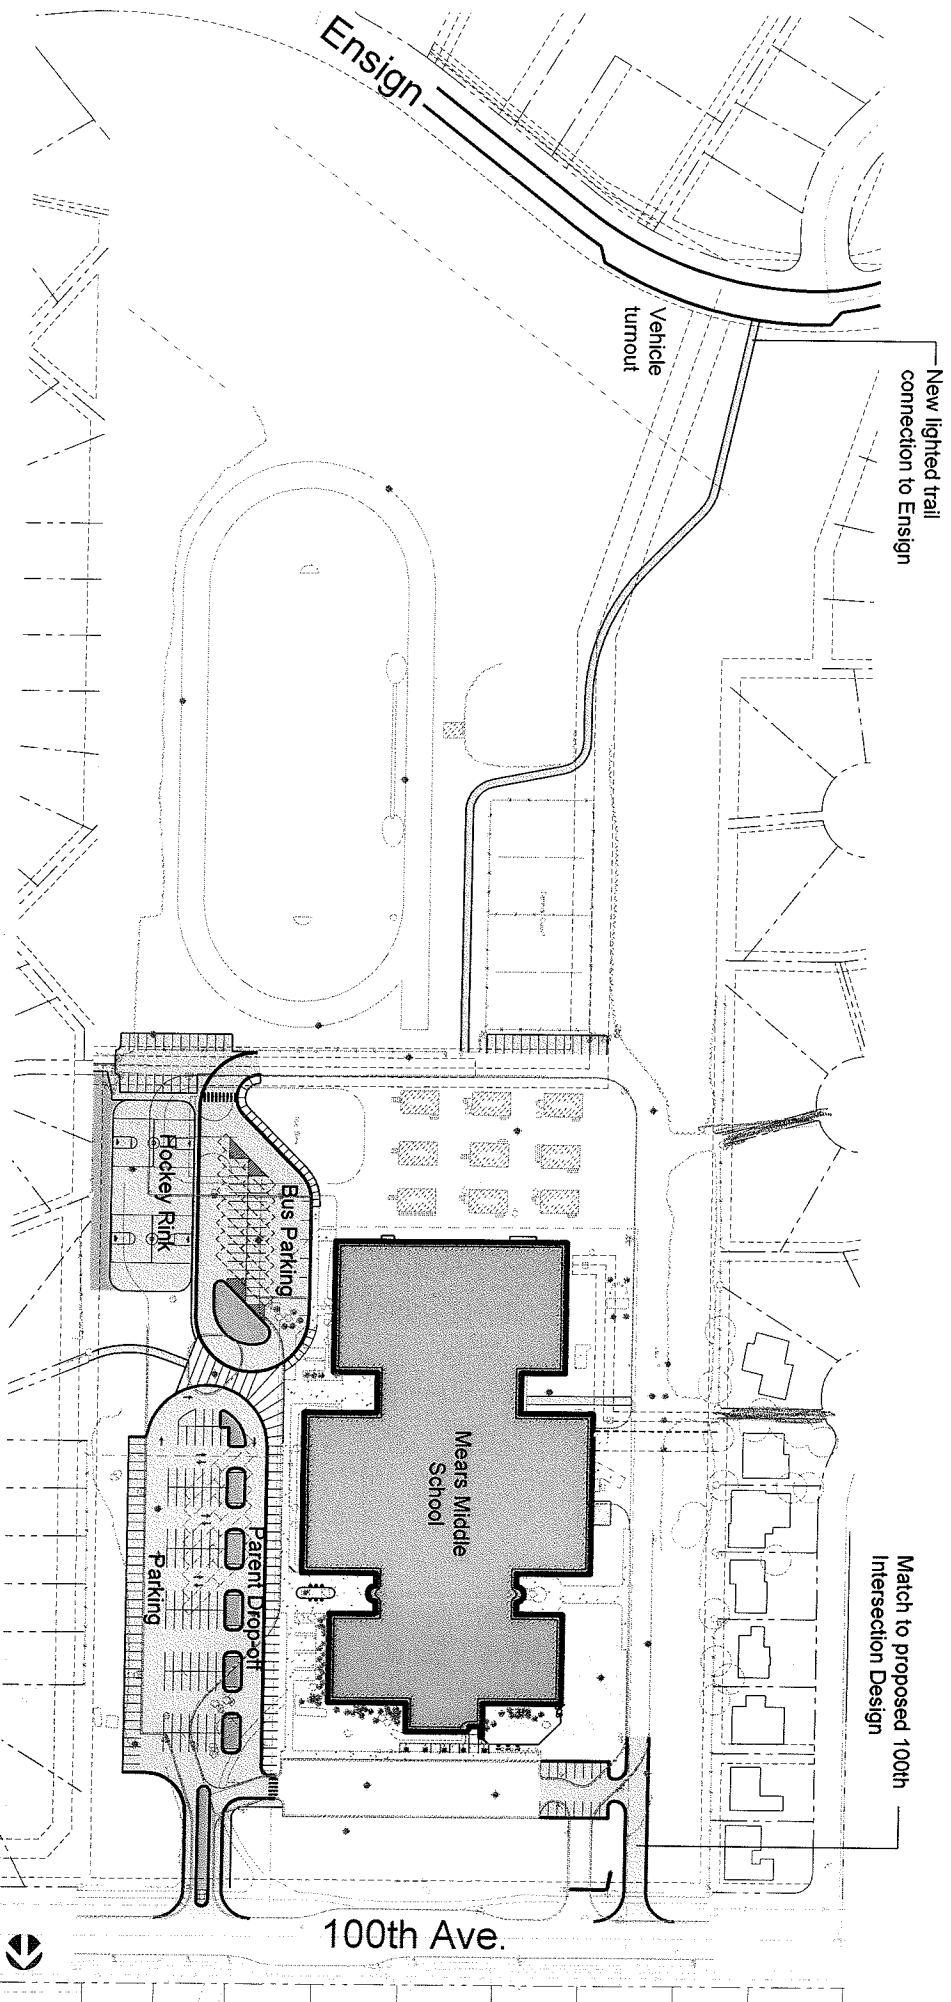 Ensign
New lighted trail
connection to Ensign
Vehicle
turnout
Hockey Rink
Bus Parking
Mears Middle
School
Parent Drop-off
Parking
Match to proposed 100th
Intersection Design
100th Ave.